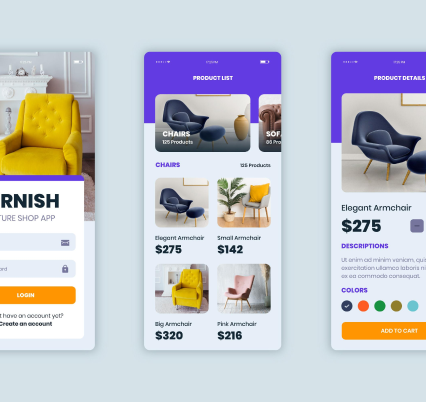 RNISH
TURE SHOP APP
ord
LOGIN
t have an account yet?
Create an account
PRODUCT LIST
CHAIRS
125 Products
SOF
86 Pro
CHAIRS
125 Products
Elegant Armchair
$275
Small Armchair
$142
Big Armchair
$320
Pink Armchair
$216
PRODUCT DETAILS
Elegant Armchair
$275
DESCRIPTIONS
Ut enim ad minim veniam, qui
exercitation ullamco laboris ni
ex ea commodo consequat.
COLORS
ADD TO CART